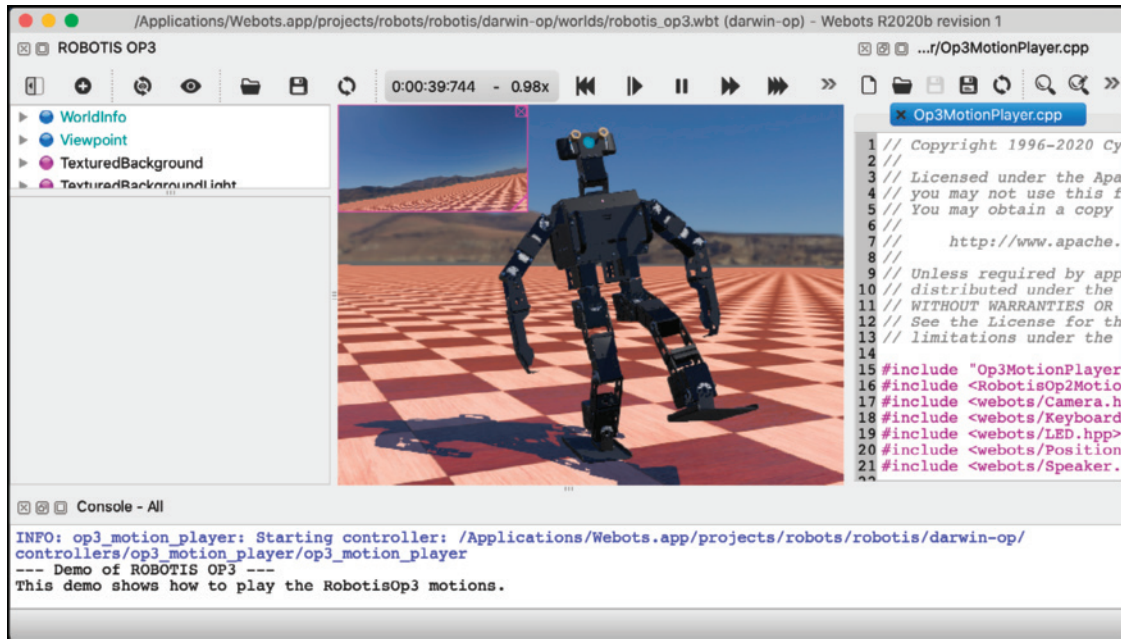 /Applications/Webots.app/projects/robots/robotis/darwin-op/worlds/robotis_op3.wbt (darwin-op) - Webots R2020b revision 1
ROBOTIS OP3
...r/Op3MotionPlayer.cpp
0:00:39:744 - 0.98x
Op3MotionPlayer.cpp
WorldInfo
Viewpoint
TexturedBackground
TexturedBackgroundLight
1 // Copyright 1996-2020 Cy
2 //
3 // Licensed under the Apa
4 // you may not use this f
5 // You may obtain a copy
6 //
7 // http://www.apache.
8 //
9 // Unless required by app
10 // distributed under the
11 // WITHOUT WARRANTIES OR
12 // See the License for th
13 // limitations under the
14
15 #include "Op3MotionPlayer
16 #include <RobotisOp2Motio
17 #include <webots/Camera.h
18 #include <webots/Keyboard
19 #include <webots/LED.hpp>
20 #include <webots/Position
21 #include <webots/Speaker.
22
Console - All
INFO: op3_motion_player: Starting controller: /Applications/Webots.app/projects/robots/robotis/darwin-op/
controllers/op3_motion_player/op3_motion_player
--- Demo of ROBOTIS OP3 ---
This demo shows how to play the RobotisOp3 motions.